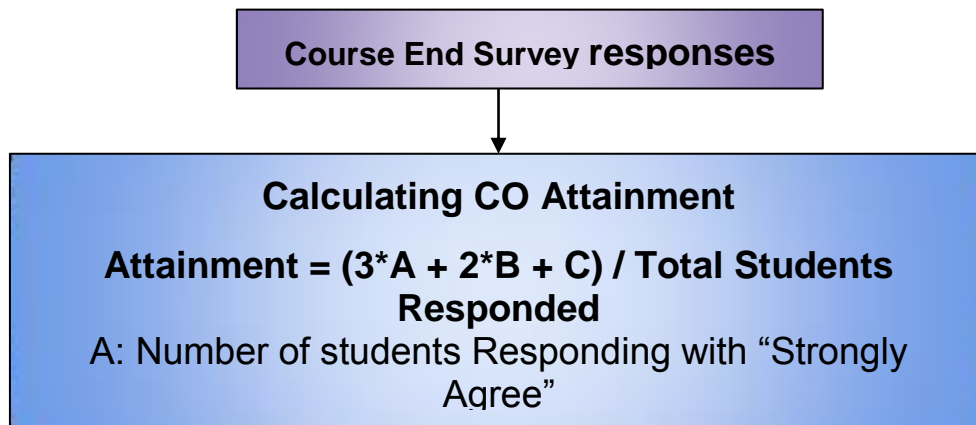 Course End Survey responses
Calculating CO Attainment
Attainment = (3*A + 2*B + C) / Total Students
Responded
A: Number of students Responding with “Strongly
Agree”